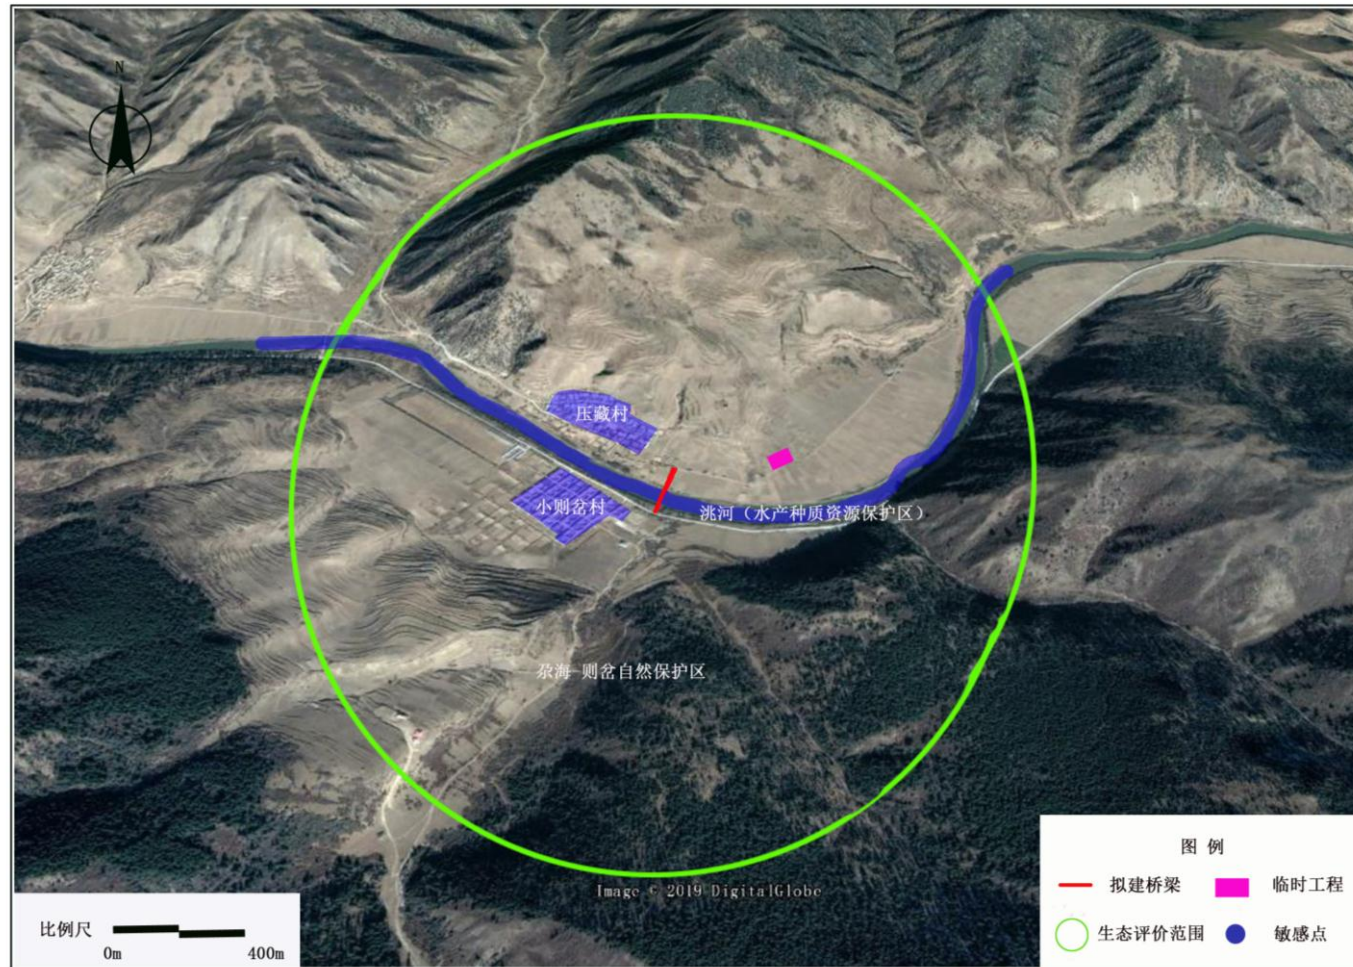 N
压藏村
小则岔村
洮河（水产种质资源保护区）
尕海-则岔自然保护区
Image © 2019 DigitalGlobe
图 例
拟建桥梁
临时工程
生态评价范围
敏感点
比例尺
0m
400m